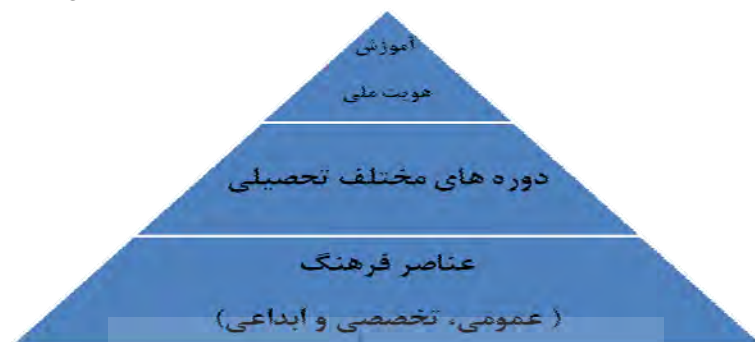 آموزش
هویت ملی
دوره های مختلف تحصیلی
عناصر فرهنگ
( عمومی، تخصصی و ابداعی)